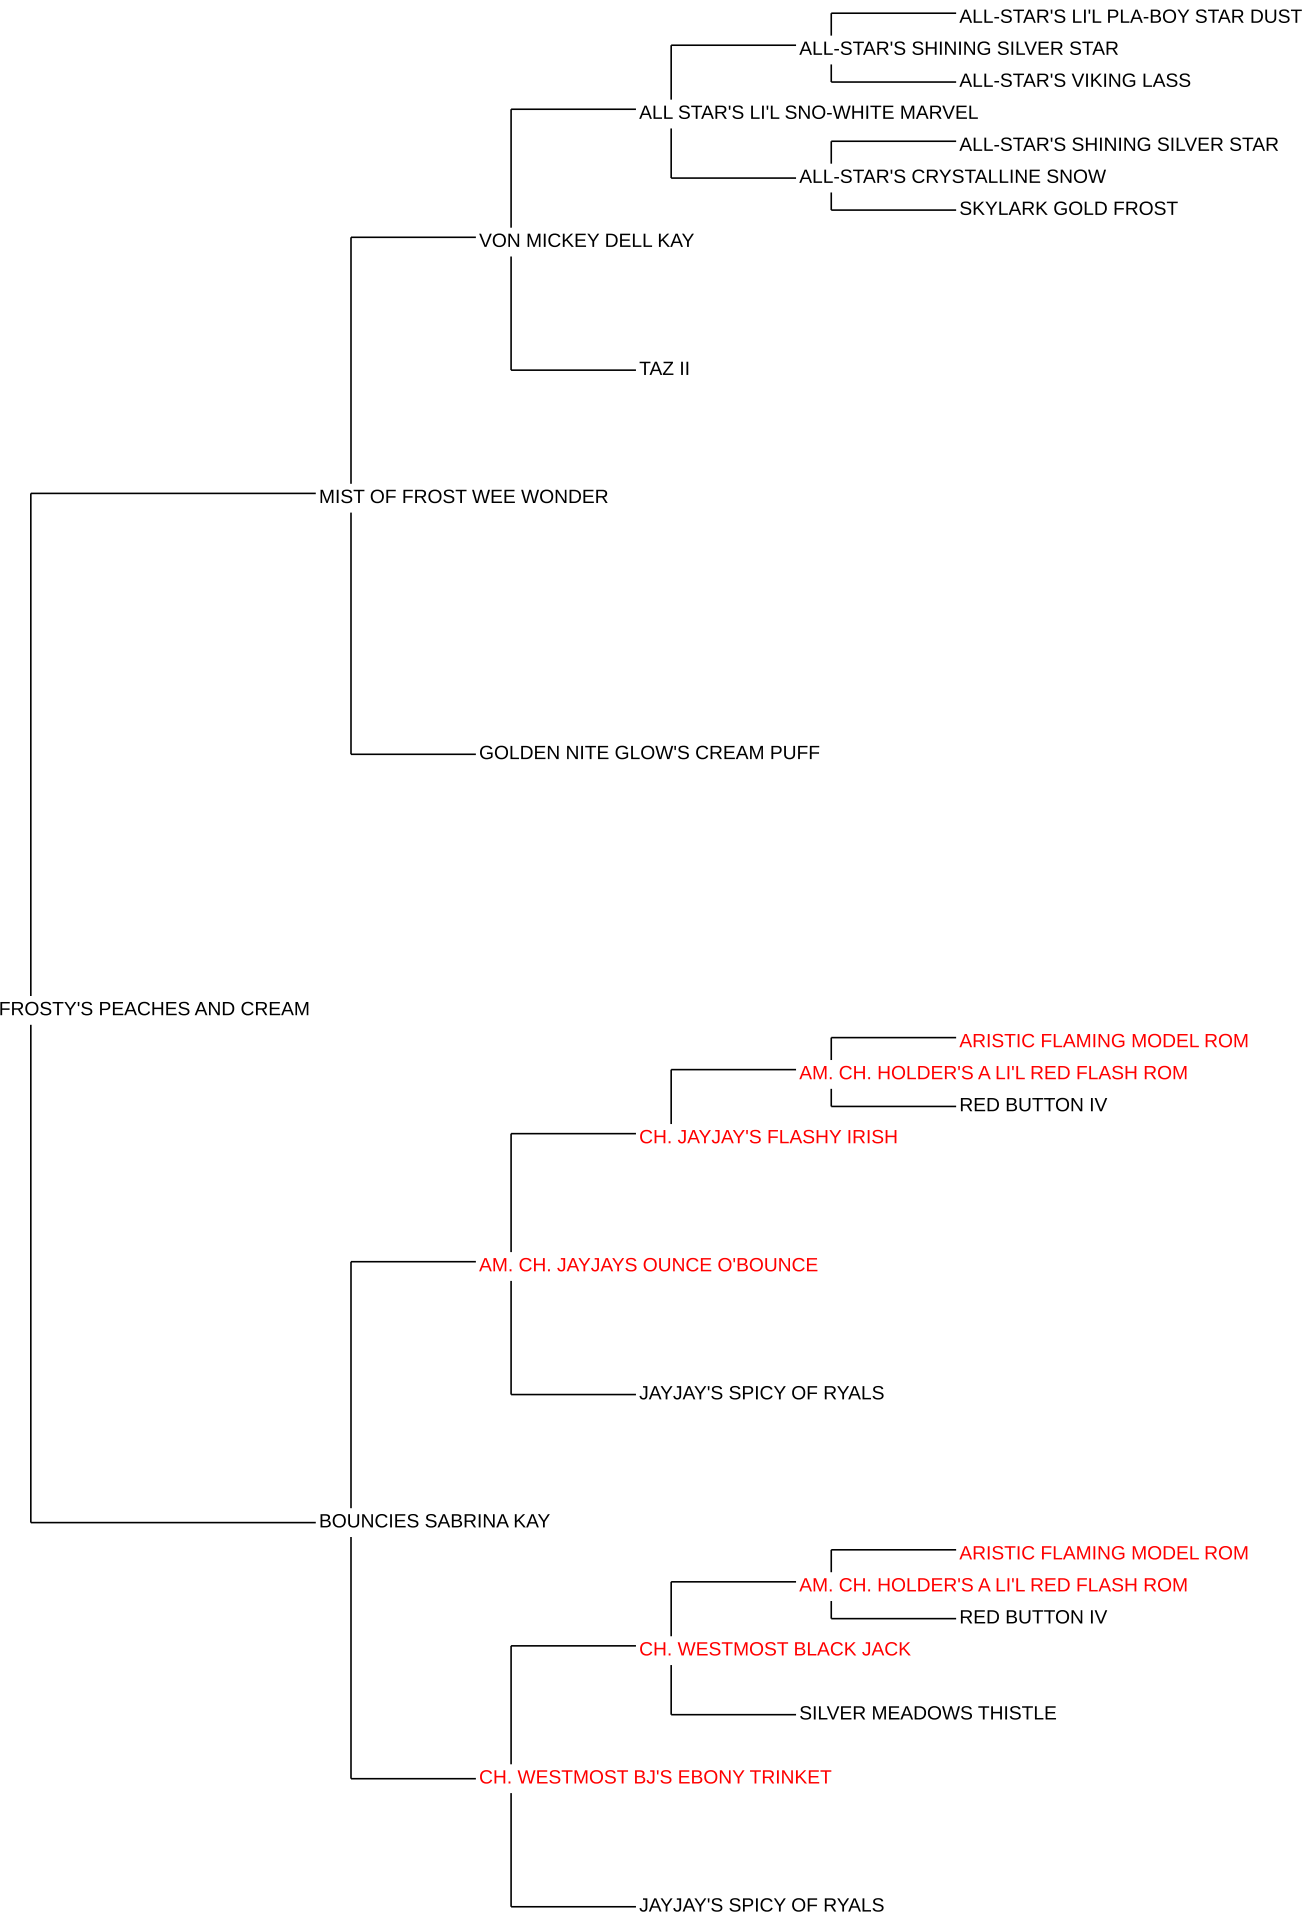 ALL-STAR'S LI'L PLA-BOY STAR DUST
ALL-STAR'S SHINING SILVER STAR
ALL-STAR'S VIKING LASS
ALL STAR'S LI'L SNO-WHITE MARVEL
ALL-STAR'S SHINING SILVER STAR
ALL-STAR'S CRYSTALLINE SNOW
SKYLARK GOLD FROST
VON MICKEY DELL KAY
TAZ II
MIST OF FROST WEE WONDER
GOLDEN NITE GLOW'S CREAM PUFF
FROSTY'S PEACHES AND CREAM
ARISTIC FLAMING MODEL ROM
AM. CH. HOLDER'S A LI'L RED FLASH ROM
RED BUTTON IV
CH. JAYJAY'S FLASHY IRISH
AM. CH. JAYJAYS OUNCE O'BOUNCE
JAYJAY'S SPICY OF RYALS
BOUNCIES SABRINA KAY
ARISTIC FLAMING MODEL ROM
AM. CH. HOLDER'S A LI'L RED FLASH ROM
RED BUTTON IV
CH. WESTMOST BLACK JACK
SILVER MEADOWS THISTLE
CH. WESTMOST BJ'S EBONY TRINKET
JAYJAY'S SPICY OF RYALS